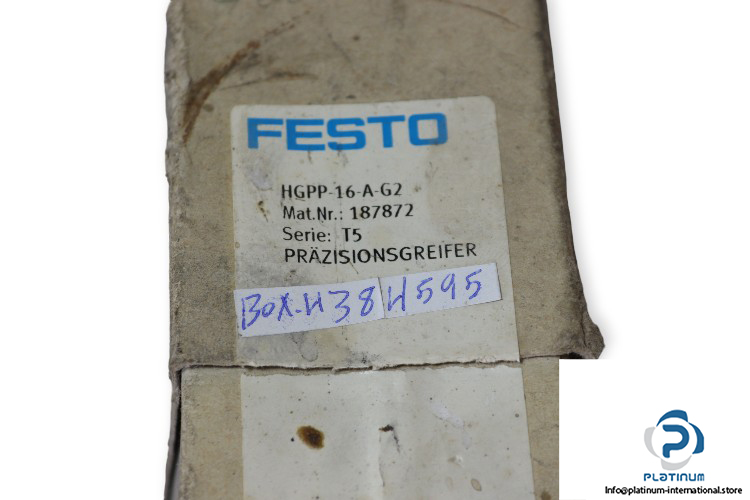 FESTO
HGPP-16-A-G2
Mat.Nr.: 187872
Serie: T5
PRÄZISIONSGREIFER
BOX.H38 H595
PLATINUM
Info@platinum-international.store